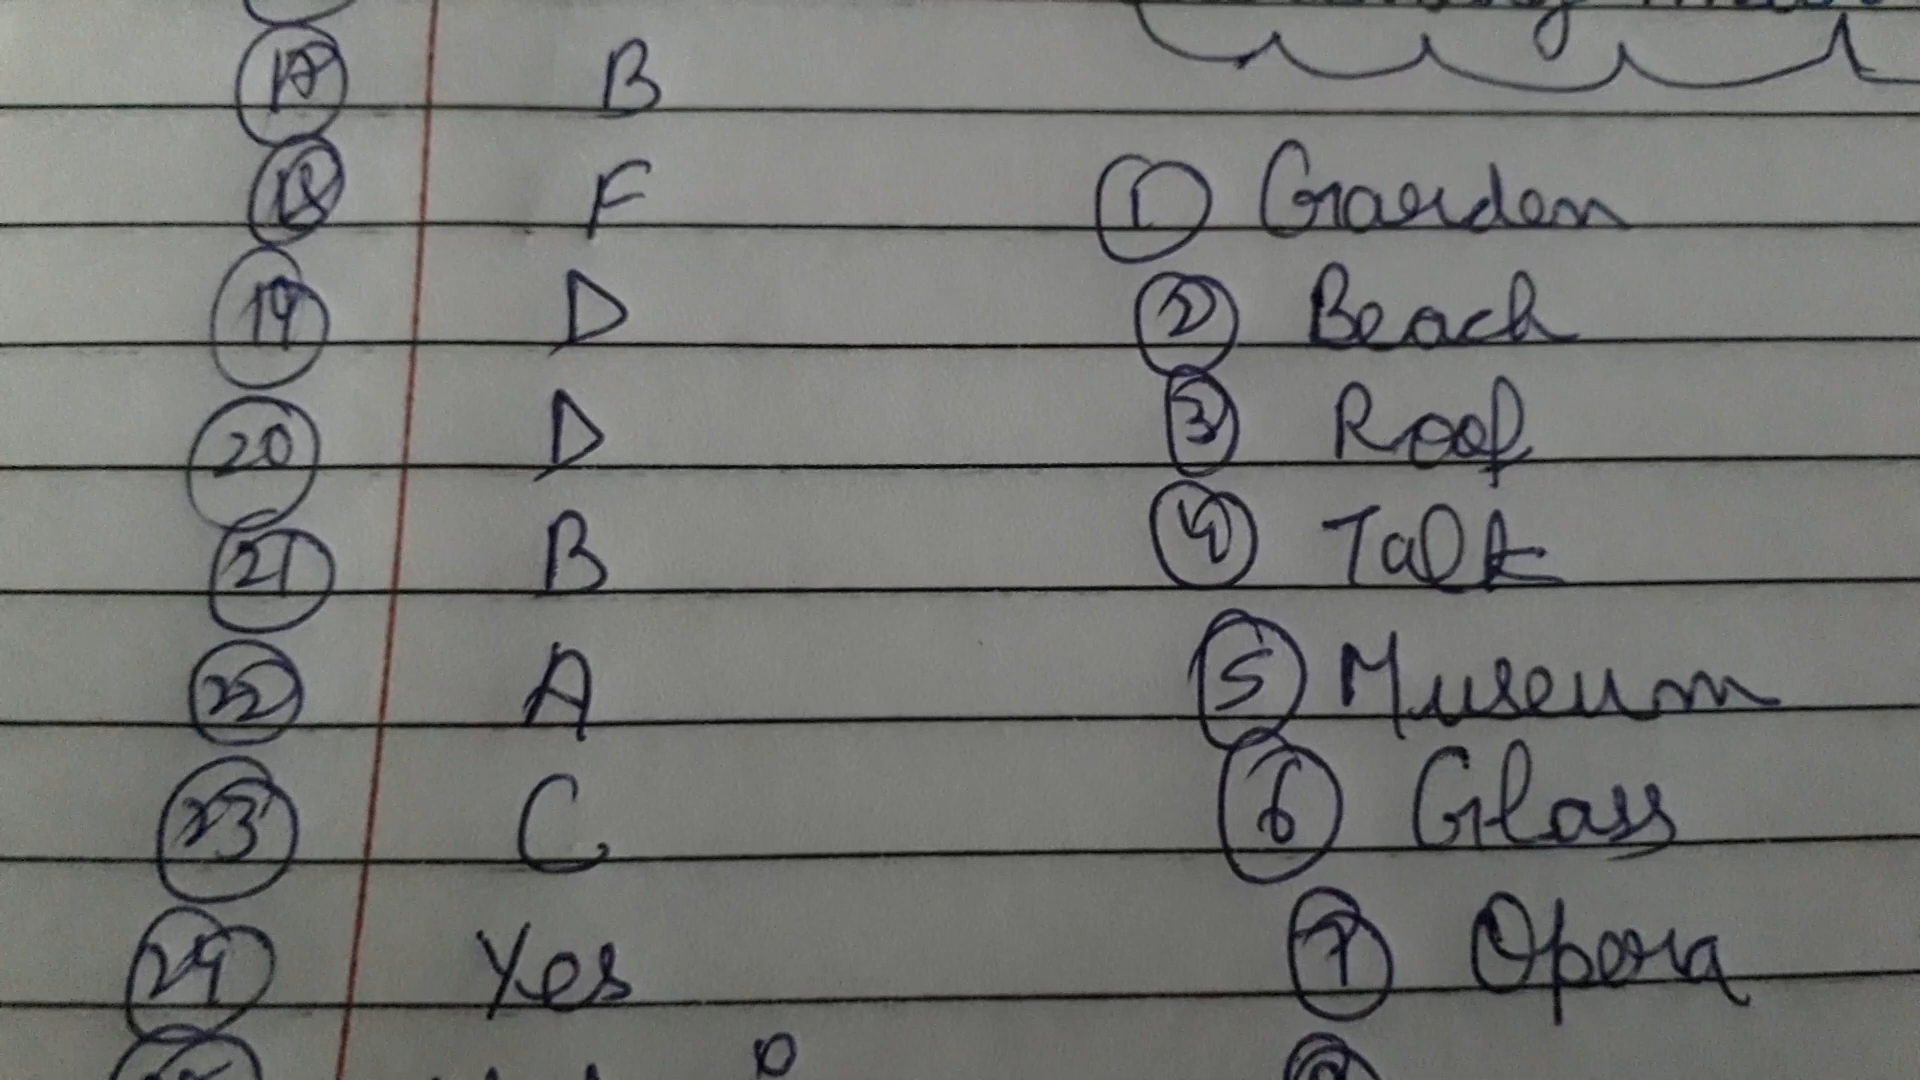 17 B
18 F
19 D
20 D
21 B
22 A
23 C
24 Yes
1 Garden
2 Beach
3 Roof
4 Talk
5 Museum
6 Glass
7 Opera